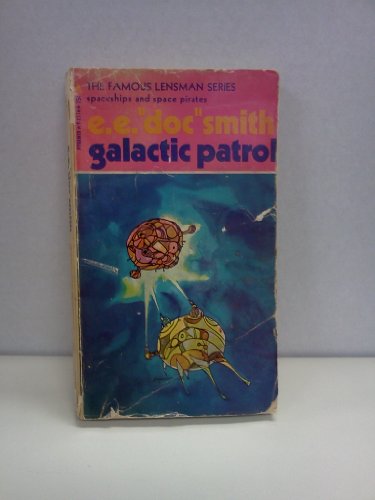 THE FAMOUS LENSMAN SERIES
spaceships and space pirates
e.e."doc"smith
galactic patrol